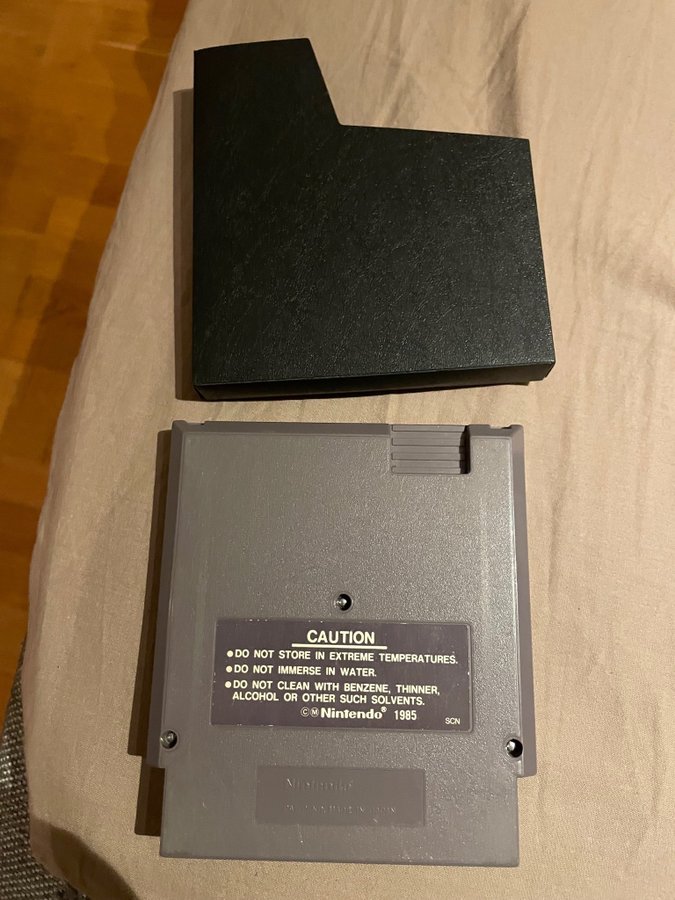 CAUTION
●DO NOT STORE IN EXTREME TEMPERATURES.
●DO NOT IMMERSE IN WATER.
●DO NOT CLEAN WITH BENZENE, THINNER,
ALCOHOL OR OTHER SUCH SOLVENTS.
©Ⓜ Nintendo® 1985
SCN
Nintendo®